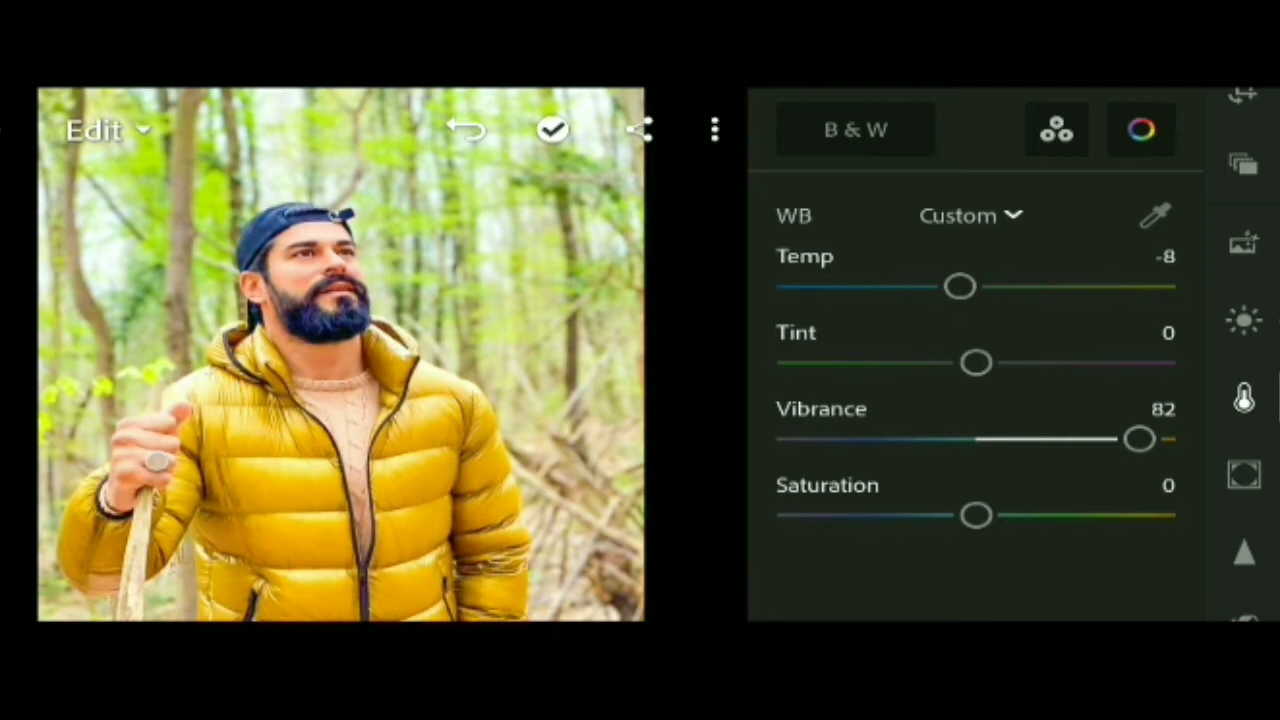 Edit
B & W
WB Custom
Temp -8
Tint 0
Vibrance 82
Saturation 0